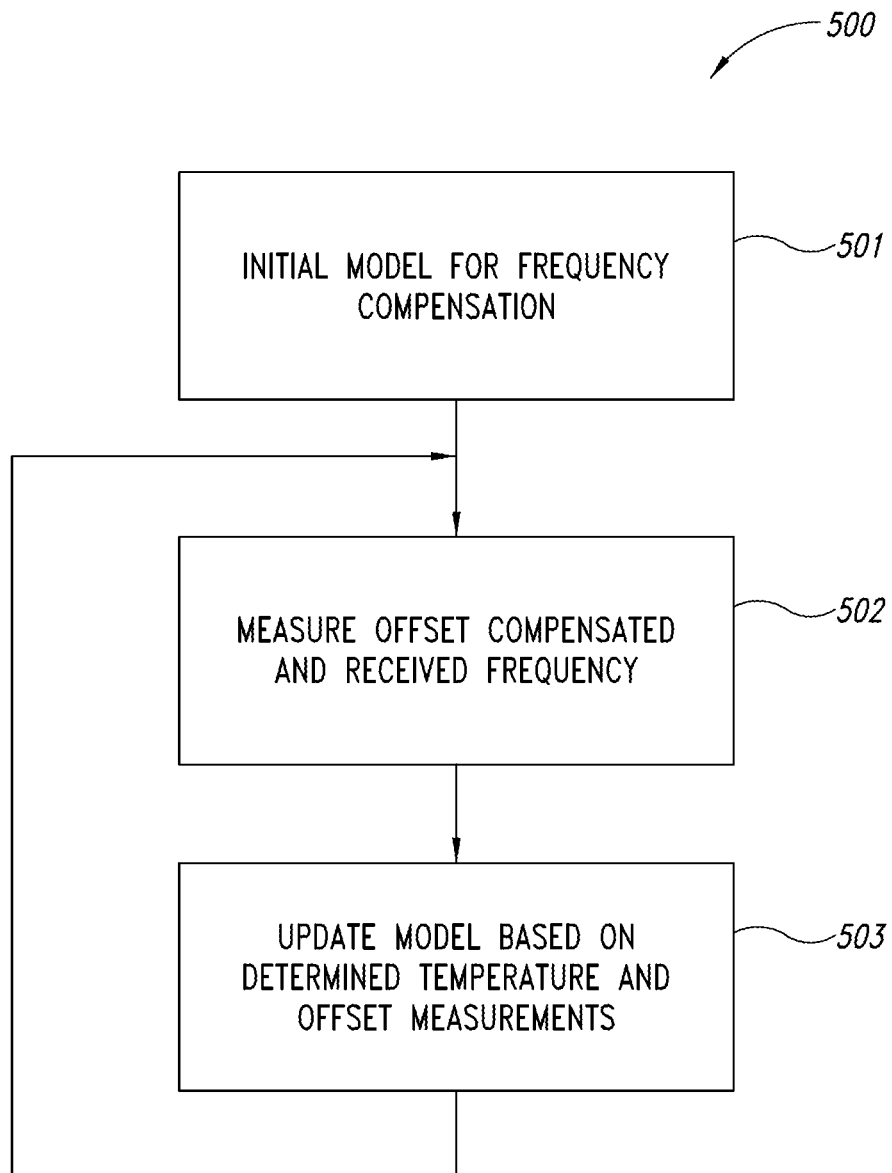 500
INITIAL MODEL FOR FREQUENCY
COMPENSATION
501
MEASURE OFFSET COMPENSATED
AND RECEIVED FREQUENCY
502
UPDATE MODEL BASED ON
DETERMINED TEMPERATURE AND
OFFSET MEASUREMENTS
503